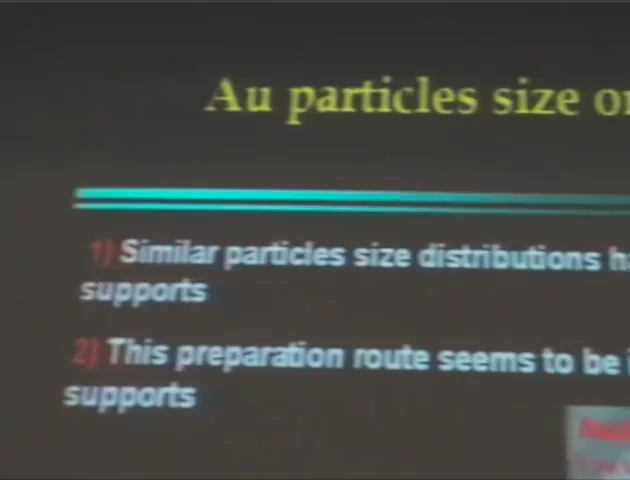 Au particles size
1) Similar particles size distributions
supports
2) This preparation route seems to be
supports